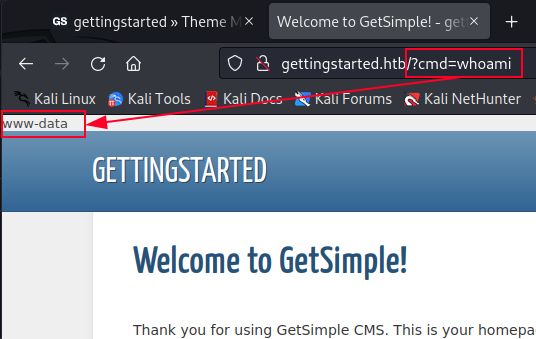 GS gettingstarted » Theme M
Welcome to GetSimple! - get
gettingstarted.htb/?cmd=whoami
Kali Linux
Kali Tools
Kali Docs
Kali Forums
Kali NetHunter
www-data
GETTINGSTARTED
Welcome to GetSimple!
Thank you for using GetSimple CMS. This is your homepa